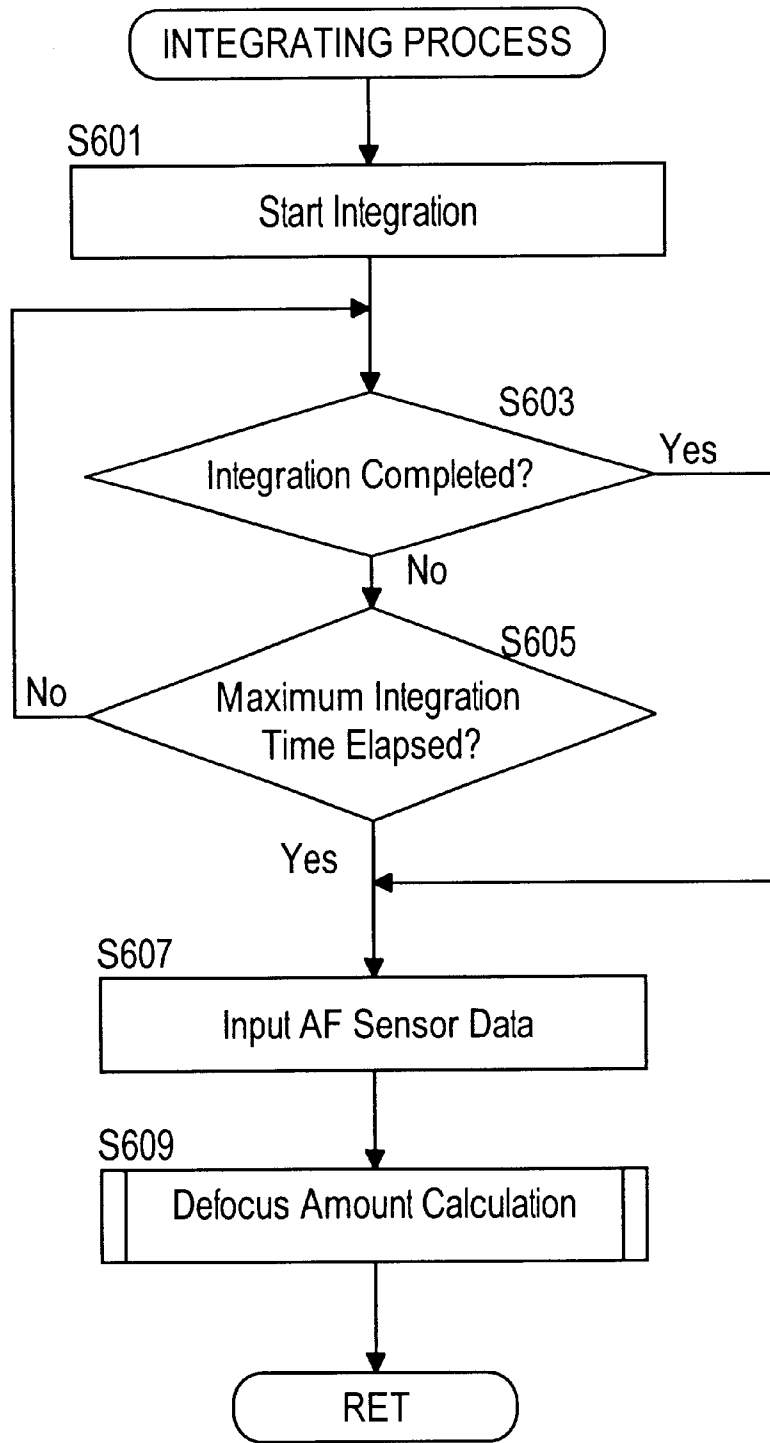 INTEGRATING PROCESS
S601
Start Integration
S603
Integration Completed?
Yes
No
S605
Maximum Integration
Time Elapsed?
No
Yes
S607
Input AF Sensor Data
S609
Defocus Amount Calculation
RET